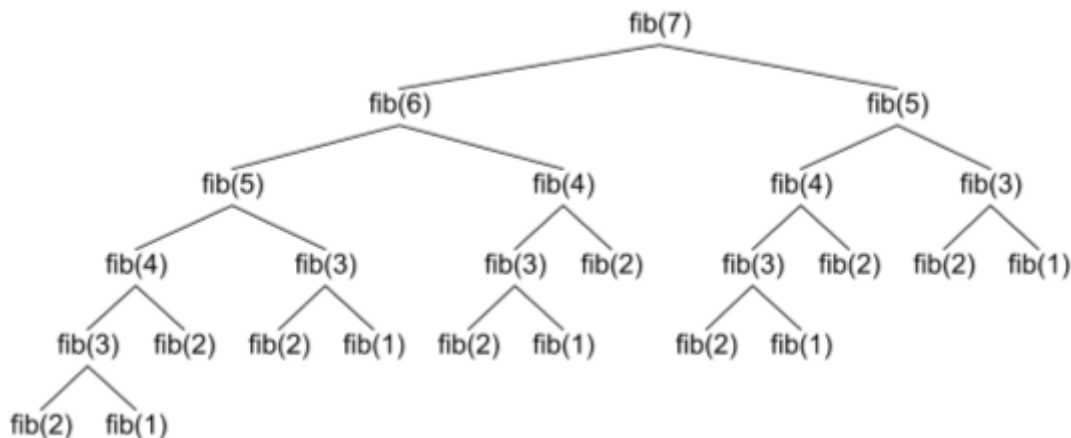 fib(7)
fib(6) fib(5)
fib(5) fib(4) fib(4) fib(3)
fib(4) fib(3) fib(3) fib(2) fib(3) fib(2) fib(2) fib(1)
fib(3) fib(2) fib(2) fib(1) fib(2) fib(1) fib(2) fib(1)
fib(2) fib(1)